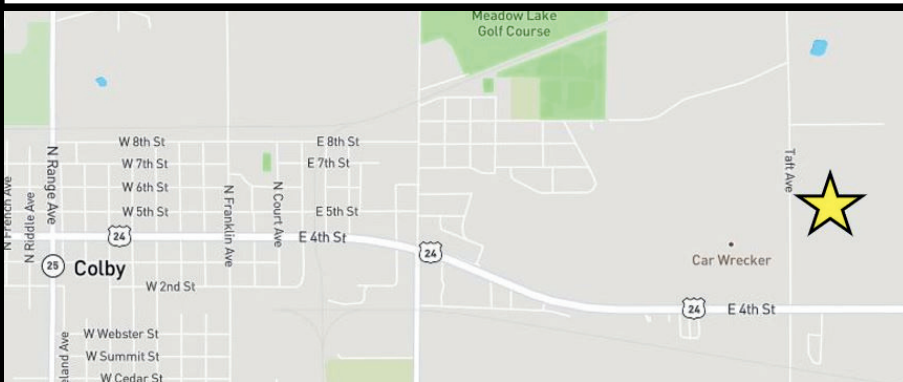 Meadow Lake
Golf Course
W 8th St
E 8th St
W 7th St
E 7th St
W 6th St
W 5th St
E 5th St
N French Ave
N Riddle Ave
N Range Ave
N Franklin Ave
N Court Ave
Taft Ave
24
E 4th St
24
25
Colby
Car Wrecker
W 2nd St
24
E 4th St
W Webster St
W Summit St
W Cedar St